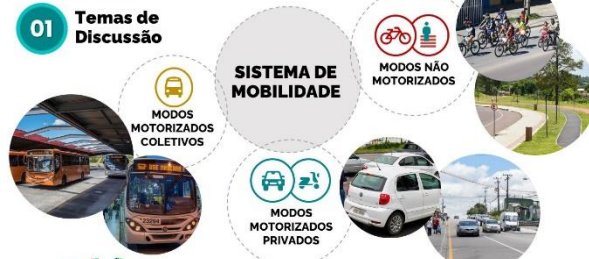 01
Temas de
Discussão
SISTEMA DE
MOBILIDADE
MODOS NÃO
MOTORIZADOS
MODOS
MOTORIZADOS
COLETIVOS
MODOS
MOTORIZADOS
PRIVADOS